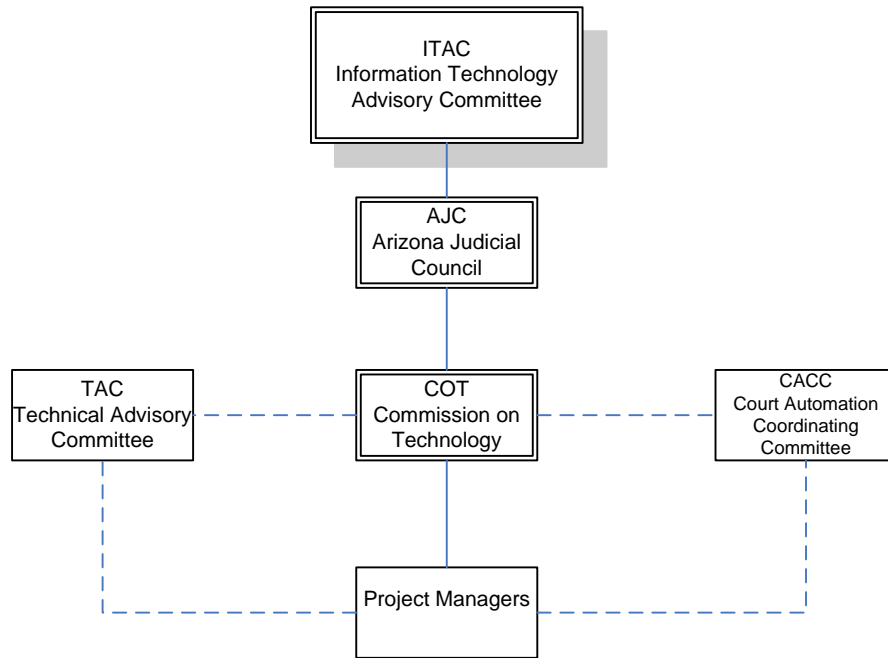 ITAC
Information Technology
Advisory Committee
AJC
Arizona Judicial
Council
TAC
Technical Advisory
Committee
COT
Commission on
Technology
CACC
Court Automation
Coordinating
Committee
Project Managers